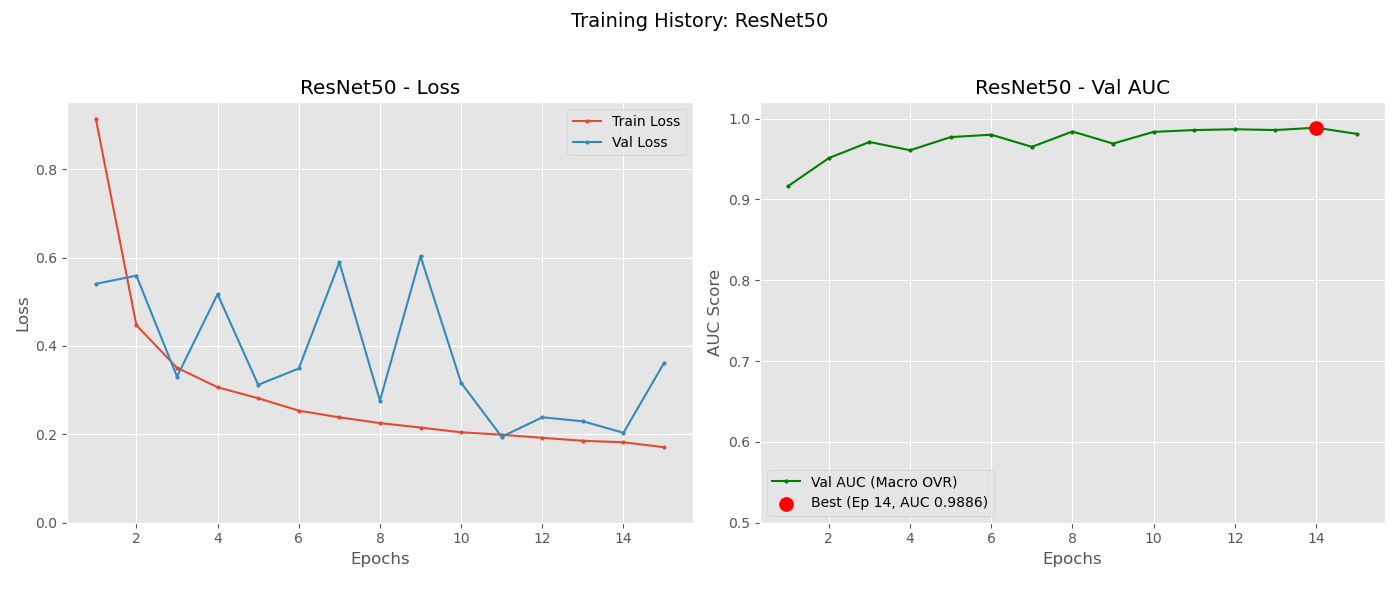 Training History: ResNet50
ResNet50 - Loss
Train Loss
Val Loss
0.8
0.6
0.4
0.2
0.0
Loss
2 4 6 8 10 12 14
Epochs
ResNet50 - Val AUC
1.0
0.9
0.8
0.7
0.6
0.5
AUC Score
Val AUC (Macro OVR)
Best (Ep 14, AUC 0.9886)
2 4 6 8 10 12 14
Epochs